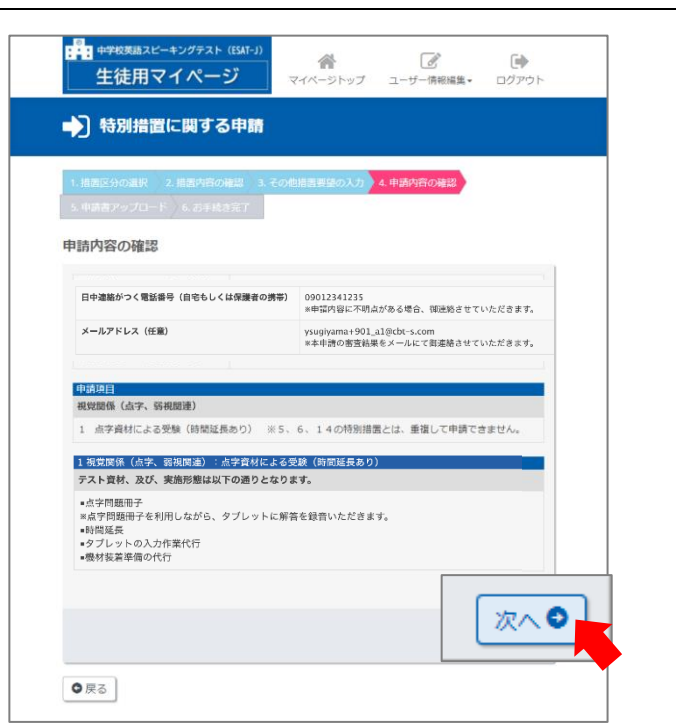 中学校英語スピーキングテスト（ESAT-J）
生徒用マイページ
マイページトップ
ユーザー情報編集▾
ログアウト
特別措置に関する申請
1. 措置区分の選択 2. 措置内容の確認 3. その他措置要望の入力 4. 申請内容の確認
5. 申請書アップロード 6. お手続き完了
申請内容の確認
日中連絡がつく電話番号（自宅もしくは保護者の携帯） 09012341235
※申請内容に不明点がある場合、御連絡させていただきます。
メールアドレス（任意） ysugiyama+901_a1@cbt-s.com
※本申請の審査結果をメールにて御連絡させていただきます。
申請項目
視覚関係（点字、弱視関連）
1 点字資材による受験（時間延長あり） ※５、６、１４の特別措置とは、重複して申請できません。
1 視覚関係（点字、弱視関連）：点字資材による受験（時間延長あり）
テスト資材、及び、実施形態は以下の通りとなります。
▪点字問題冊子
※点字問題冊子を利用しながら、タブレットに解答を録音いただきます。
▪時間延長
▪タブレットの入力作業代行
▪機材装着準備の代行
次へ
戻る